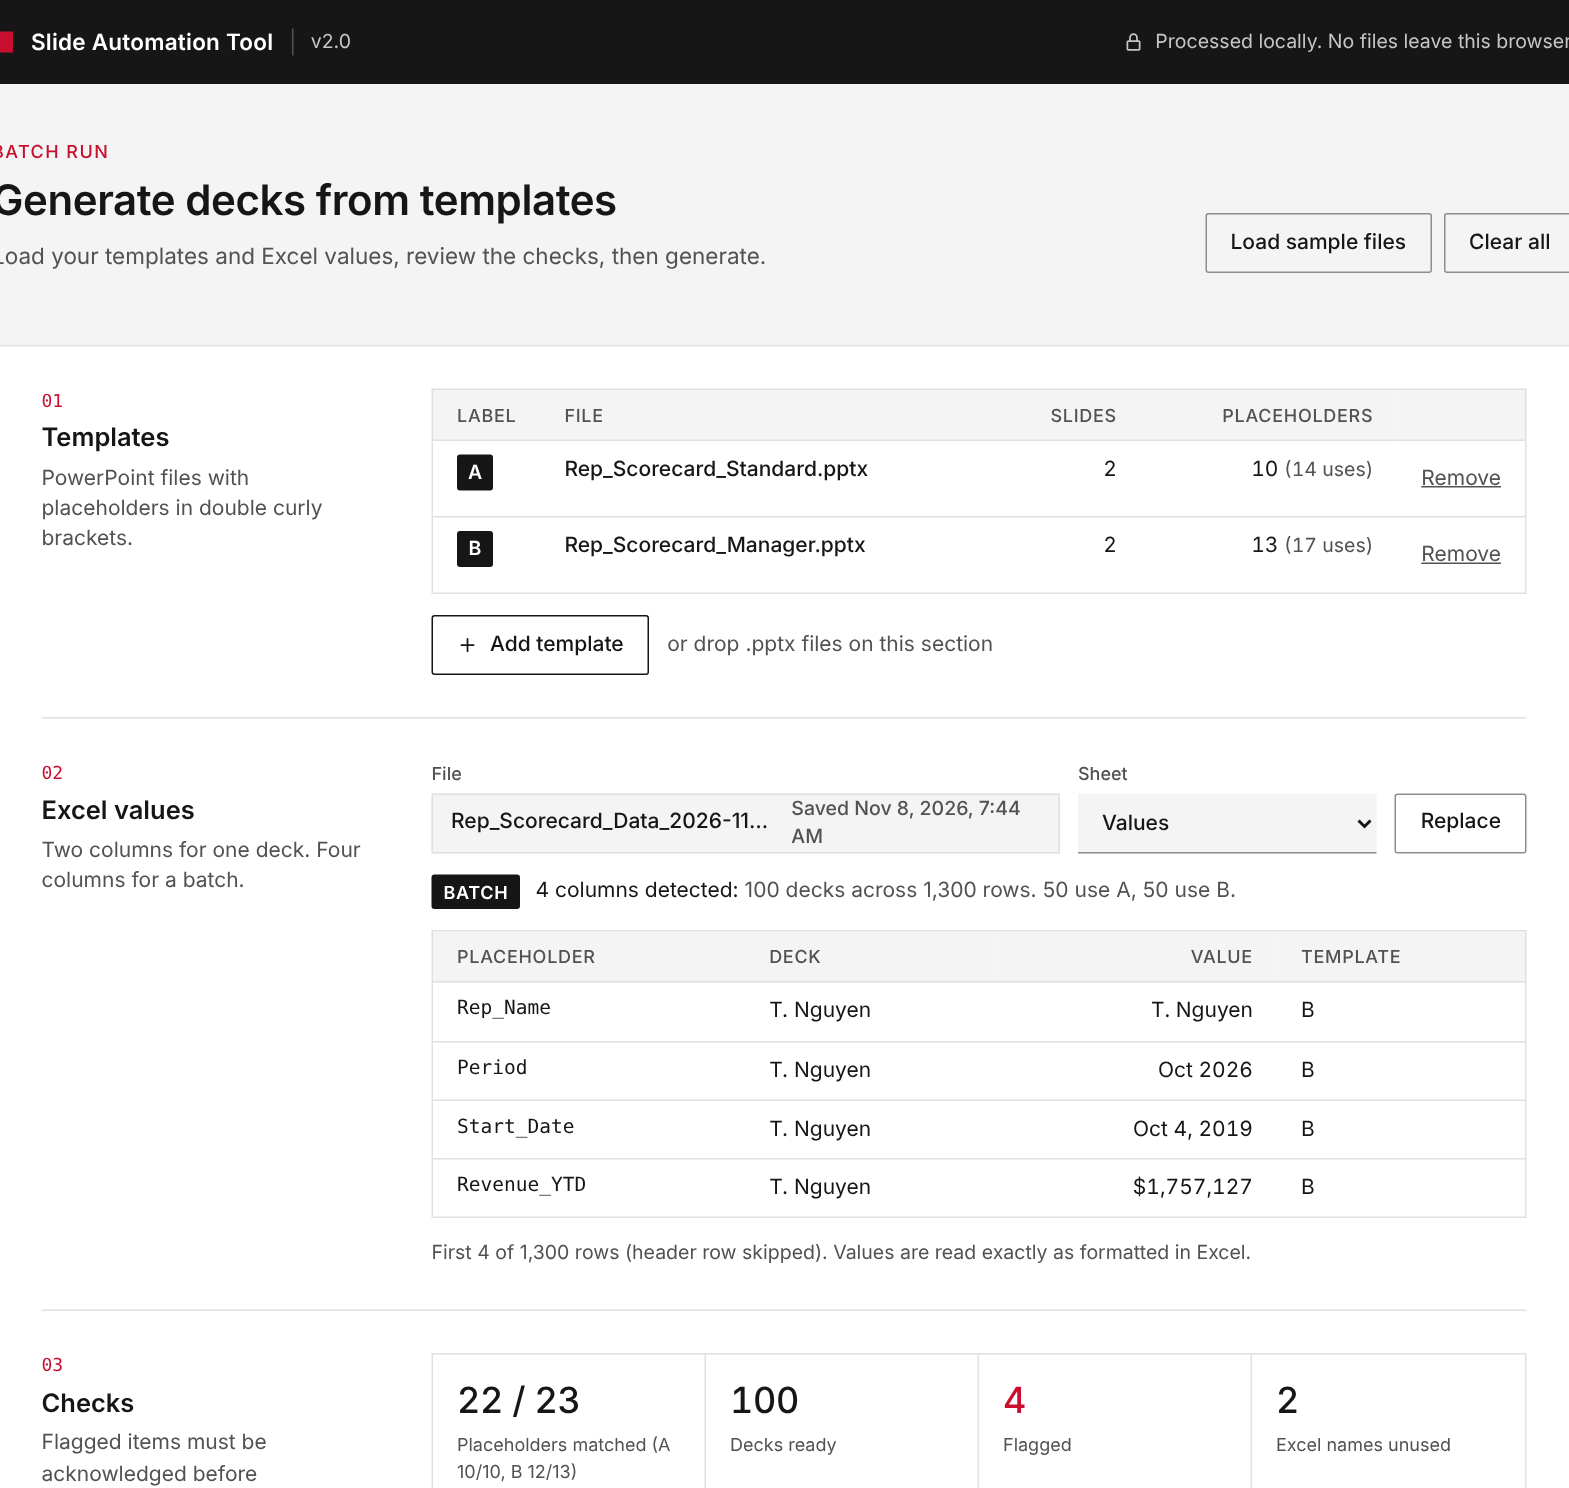 Slide Automation Tool v2.0 Processed locally. No files leave this browser
BATCH RUN
Generate decks from templates
Load your templates and Excel values, review the checks, then generate.
Load sample files Clear all
01
Templates
PowerPoint files with
placeholders in double curly
brackets.
LABEL FILE SLIDES PLACEHOLDERS
A Rep_Scorecard_Standard.pptx 2 10 (14 uses) Remove
B Rep_Scorecard_Manager.pptx 2 13 (17 uses) Remove
+ Add template or drop .pptx files on this section
02
Excel values
Two columns for one deck. Four
columns for a batch.
File Sheet
Rep_Scorecard_Data_2026-11... Saved Nov 8, 2026, 7:44
AM
Values Replace
BATCH 4 columns detected: 100 decks across 1,300 rows. 50 use A, 50 use B.
PLACEHOLDER DECK VALUE TEMPLATE
Rep_Name T. Nguyen T. Nguyen B
Period T. Nguyen Oct 2026 B
Start_Date T. Nguyen Oct 4, 2019 B
Revenue_YTD T. Nguyen $1,757,127 B
First 4 of 1,300 rows (header row skipped). Values are read exactly as formatted in Excel.
03
Checks
Flagged items must be
acknowledged before
22 / 23
Placeholders matched (A
10/10, B 12/13)
100
Decks ready
4
Flagged
2
Excel names unused